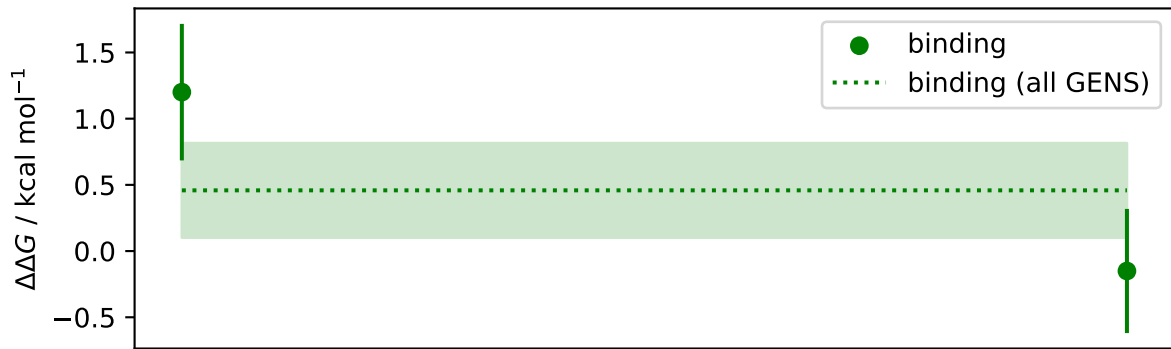 1.5
1.0
0.5
0.0
−0.5
ΔΔG / kcal mol⁻¹
binding
binding (all GENS)